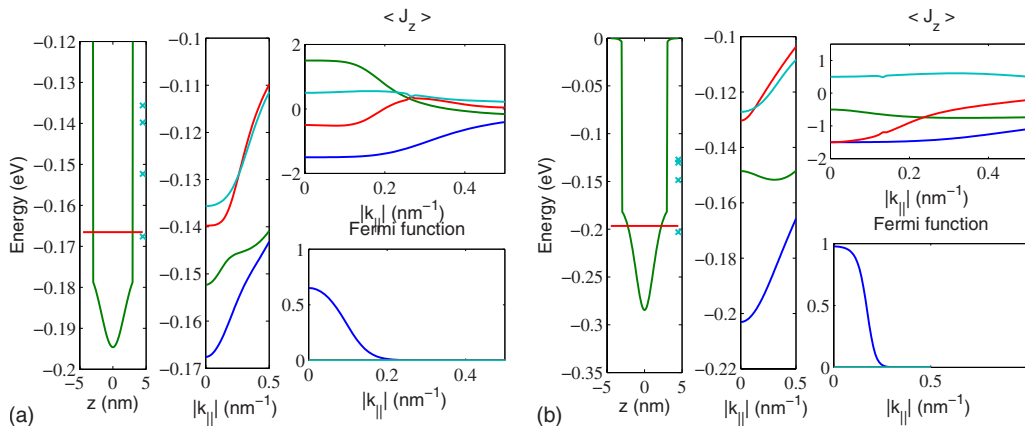 < J_z >
−0.12
−0.13
−0.14
−0.15
−0.16
−0.17
−0.18
−0.19
−0.2
Energy (eV)
−5 0 5
z (nm)
−0.1
−0.11
−0.12
−0.13
−0.14
−0.15
−0.16
−0.17
0 0.5
|k_||| (nm⁻¹)
2
0
−2
0 0.2 0.4
|k_||| (nm⁻¹)
Fermi function
1
0.5
0
0 0.2 0.4
|k_||| (nm⁻¹)
(a)
< J_z >
0
−0.05
−0.1
−0.15
−0.2
−0.25
−0.3
−0.35
Energy (eV)
−5 0 5
z (nm)
−0.1
−0.12
−0.14
−0.16
−0.18
−0.2
−0.22
0 0.5
|k_||| (nm⁻¹)
1
0
−1
−2
0 0.2 0.4
|k_||| (nm⁻¹)
Fermi function
1
0.5
0
0 0.5
|k_||| (nm⁻¹)
(b)